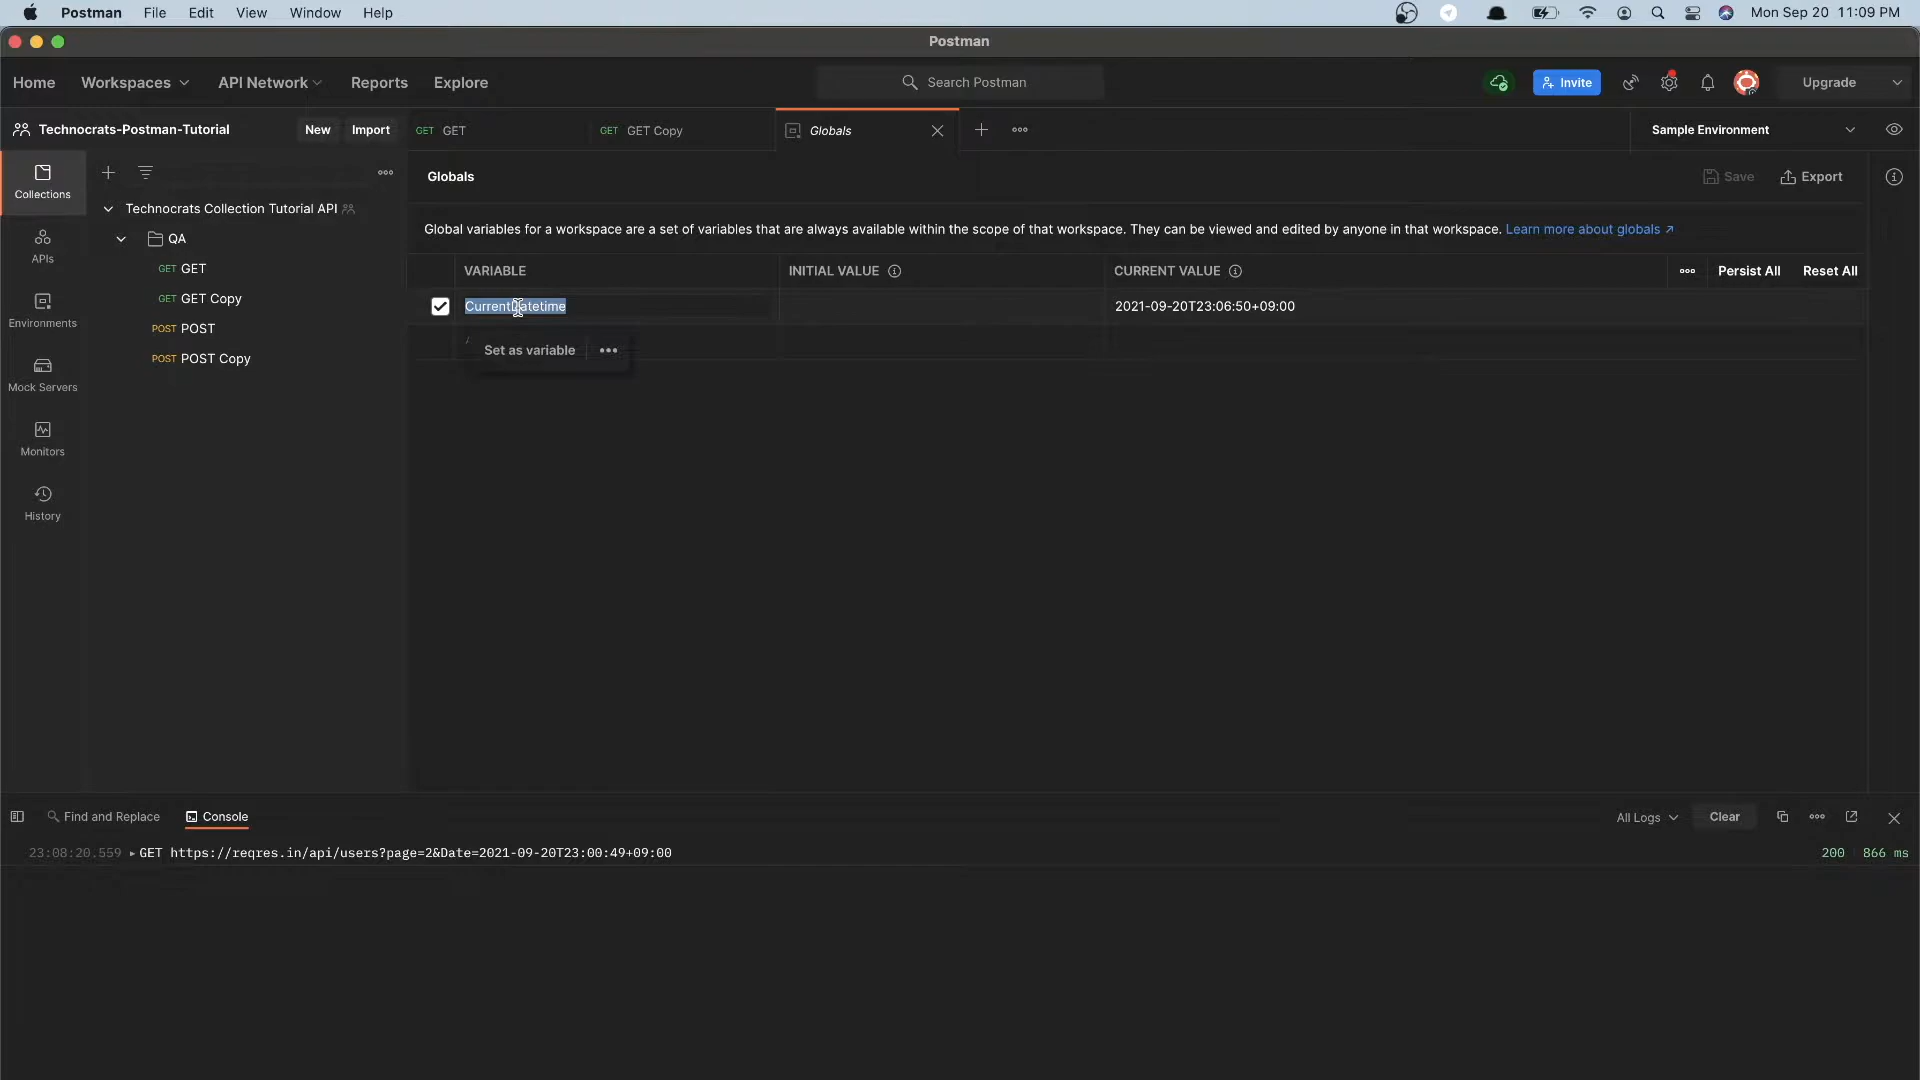 Postman File Edit View Window Help Mon Sep 20 11:09 PM
Postman
Home Workspaces API Network Reports Explore Search Postman Invite Upgrade
Technocrats-Postman-Tutorial New Import GET GET GET GET Copy Globals Sample Environment
Collections
APIs
Environments
Mock Servers
Monitors
History
Technocrats Collection Tutorial API
QA
GET GET
GET GET Copy
POST POST
POST POST Copy
Globals Save Export
Global variables for a workspace are a set of variables that are always available within the scope of that workspace. They can be viewed and edited by anyone in that workspace. Learn more about globals ↗
VARIABLE INITIAL VALUE CURRENT VALUE Persist All Reset All
CurrentDatetime 2021-09-20T23:06:50+09:00
Set as variable
Find and Replace Console All Logs Clear
23:08:20.559 GET https://reqres.in/api/users?page=2&Date=2021-09-20T23:00:49+09:00 200 866 ms